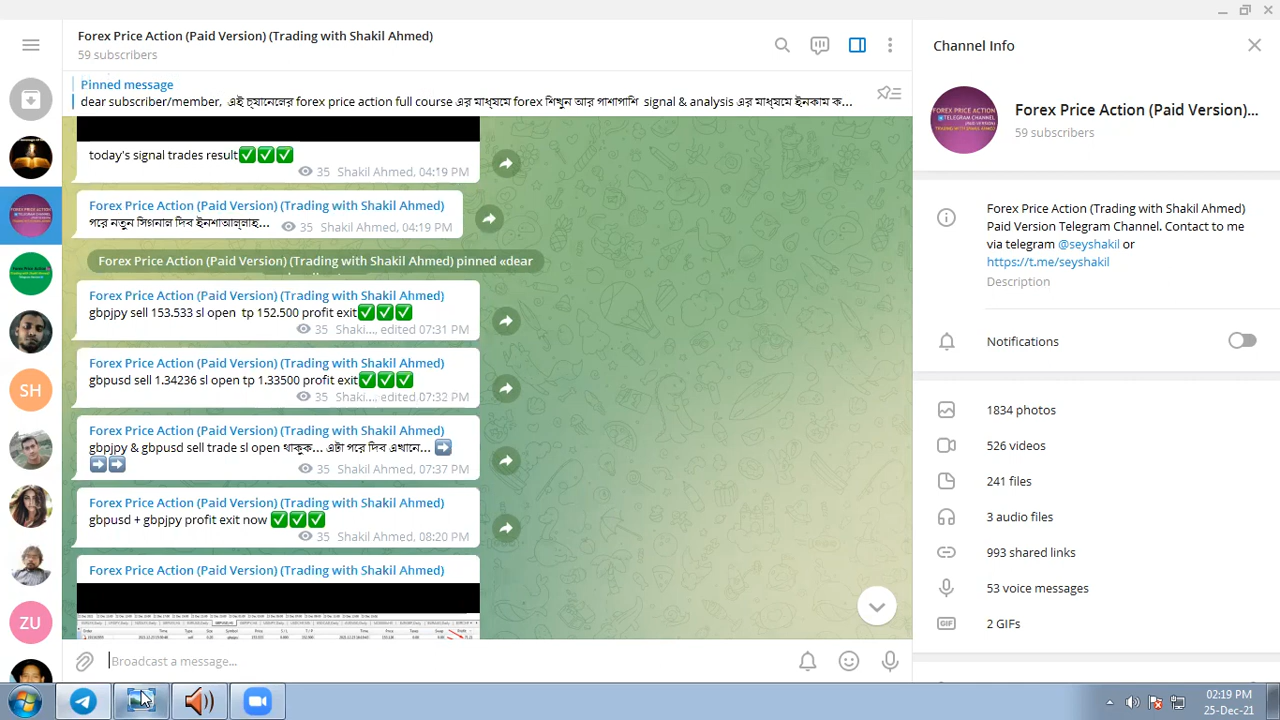 Forex Price Action (Paid Version) (Trading with Shakil Ahmed)
59 subscribers
Pinned message
dear subscriber/member, এই চ্যানেলের forex price action full course এর মাধ্যমে forex শিখুন আর পাশাপাশি signal & analysis এর মাধ্যমে ইনকাম ক...
today's signal trades result✅✅✅
35 Shakil Ahmed, 04:19 PM
Forex Price Action (Paid Version) (Trading with Shakil Ahmed)
পরে নতুন সিগনাল দিব ইনশাআল্লাহ...
35 Shakil Ahmed, 04:19 PM
Forex Price Action (Paid Version) (Trading with Shakil Ahmed) pinned «dear
Forex Price Action (Paid Version) (Trading with Shakil Ahmed)
gbpjpy sell 153.533 sl open tp 152.500 profit exit✅✅✅
35 Shaki..., edited 07:31 PM
Forex Price Action (Paid Version) (Trading with Shakil Ahmed)
gbpusd sell 1.34236 sl open tp 1.33500 profit exit✅✅✅
35 Shaki..., edited 07:32 PM
Forex Price Action (Paid Version) (Trading with Shakil Ahmed)
gbpjpy & gbpusd sell trade sl open থাকুক... এটা পরে দিব এখানে... ➡️
➡️➡️
35 Shakil Ahmed, 07:37 PM
Forex Price Action (Paid Version) (Trading with Shakil Ahmed)
gbpusd + gbpjpy profit exit now ✅✅✅
35 Shakil Ahmed, 08:20 PM
Forex Price Action (Paid Version) (Trading with Shakil Ahmed)
Broadcast a message...
SH
ZU
Channel Info
Forex Price Action (Paid Version)...
59 subscribers
Forex Price Action (Trading with Shakil Ahmed)
Paid Version Telegram Channel. Contact to me
via telegram @seyshakil or
https://t.me/seyshakil
Description
Notifications
1834 photos
526 videos
241 files
3 audio files
993 shared links
53 voice messages
GIF
2 GIFs
02:19 PM
25-Dec-21